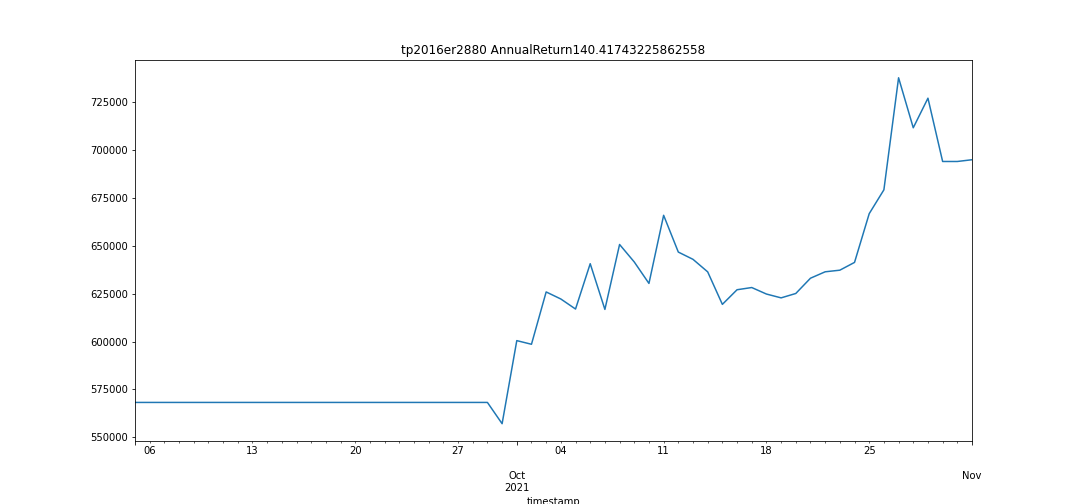 tp2016er2880 AnnualReturn140.41743225862558
725000
700000
675000
650000
625000
600000
575000
550000
06 13 20 27 04 11 18 25
Oct Nov
2021
timestamp